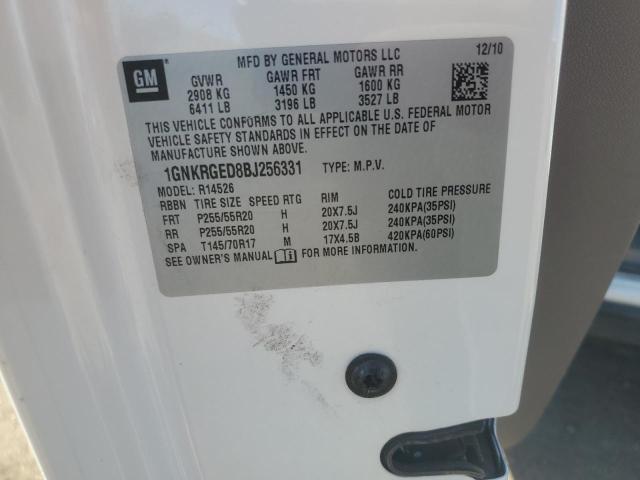 GM
MFD BY GENERAL MOTORS LLC 12/10
GVWR GAWR FRT GAWR RR
2908 KG 1450 KG 1600 KG
6411 LB 3196 LB 3527 LB
THIS VEHICLE CONFORMS TO ALL APPLICABLE U.S. FEDERAL MOTOR
VEHICLE SAFETY STANDARDS IN EFFECT ON THE DATE OF
MANUFACTURE SHOWN ABOVE.
1GNKRGED8BJ256331 TYPE: M.P.V.
MODEL: R14526
RBBN TIRE SIZE SPEED RTG RIM COLD TIRE PRESSURE
FRT P255/55R20 H 20X7.5J 240KPA(35PSI)
RR P255/55R20 H 20X7.5J 240KPA(35PSI)
SPA T145/70R17 M 17X4.5B 420KPA(60PSI)
SEE OWNER'S MANUAL FOR MORE INFORMATION.